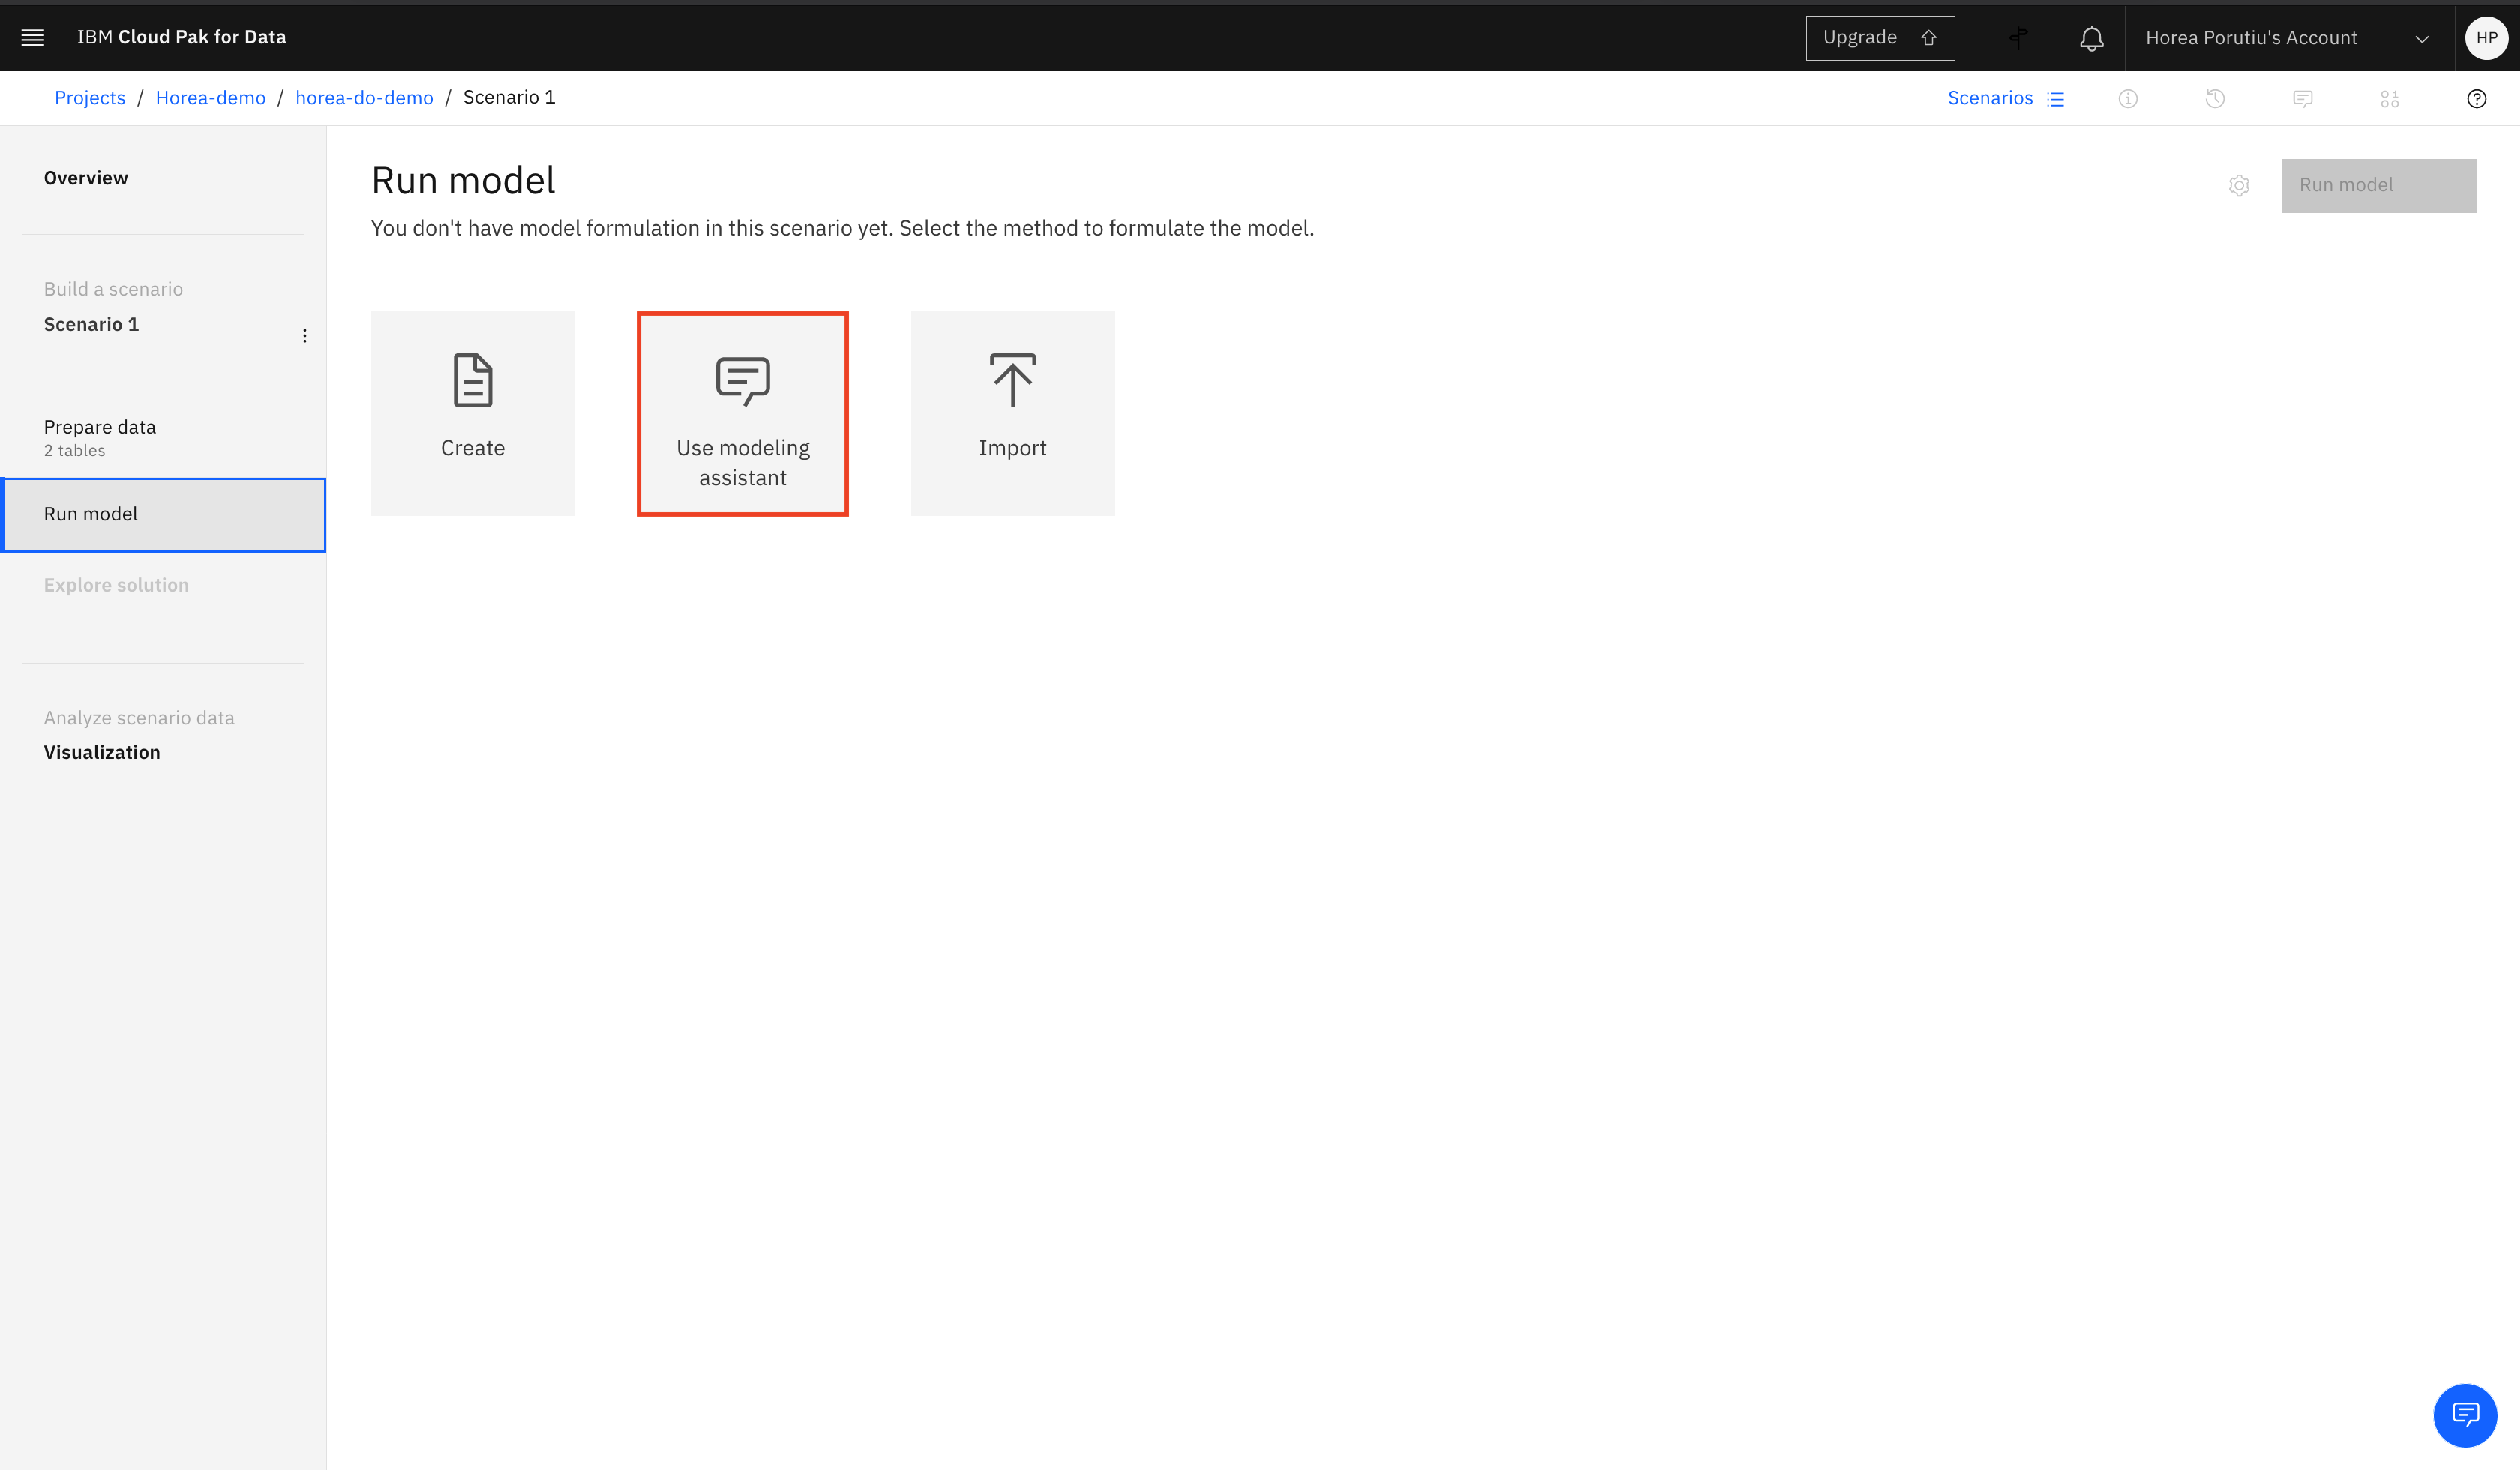 IBM Cloud Pak for Data
Upgrade
Horea Porutiu's Account
HP
Projects / Horea-demo / horea-do-demo / Scenario 1
Scenarios
Overview
Build a scenario
Scenario 1
Prepare data
2 tables
Run model
Explore solution
Analyze scenario data
Visualization
Run model
Run model
You don't have model formulation in this scenario yet. Select the method to formulate the model.
Create
Use modeling
assistant
Import